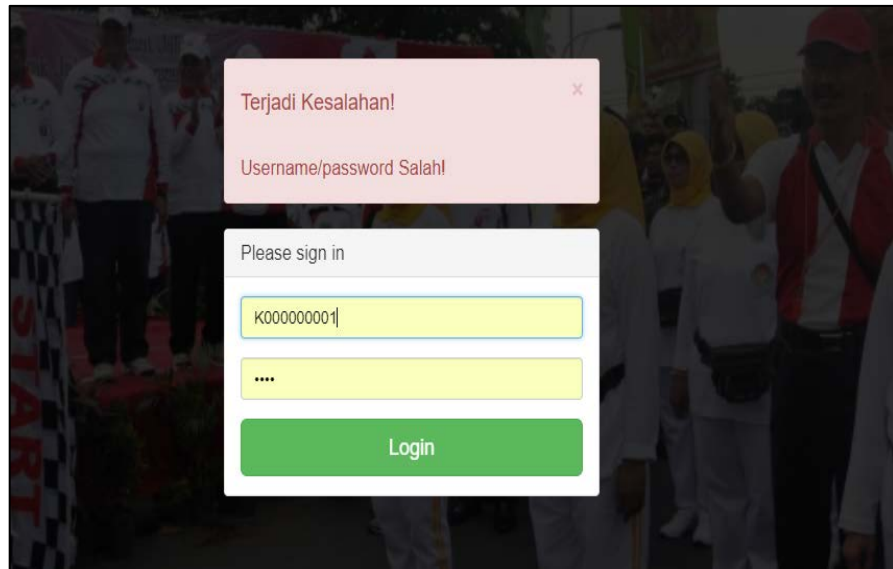 Terjadi Kesalahan!
x
Username/password Salah!
Please sign in
K000000001
••••
Login
START